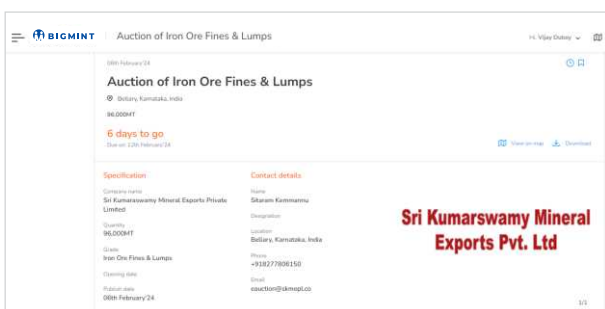 BIGMINT
Auction of Iron Ore Fines & Lumps
Hi, Vijay Dubey
06th February'24
Auction of Iron Ore Fines & Lumps
Bellary, Karnataka, India
96,000MT
6 days to go
Due on 12th February'24
View on map
Download
Specification
Company name
Sri Kumaraswamy Mineral Exports Private
Limited
Quantity
96,000MT
Grade
Iron Ore Fines & Lumps
Opening date
Publish date
06th February'24
Contact details
Name
Sitaram Kemmannu
Designation
Location
Bellary, Karnataka, India
Phone
+918277806150
Email
eauction@skmepl.co
Sri Kumarswamy Mineral
Exports Pvt. Ltd
1/1